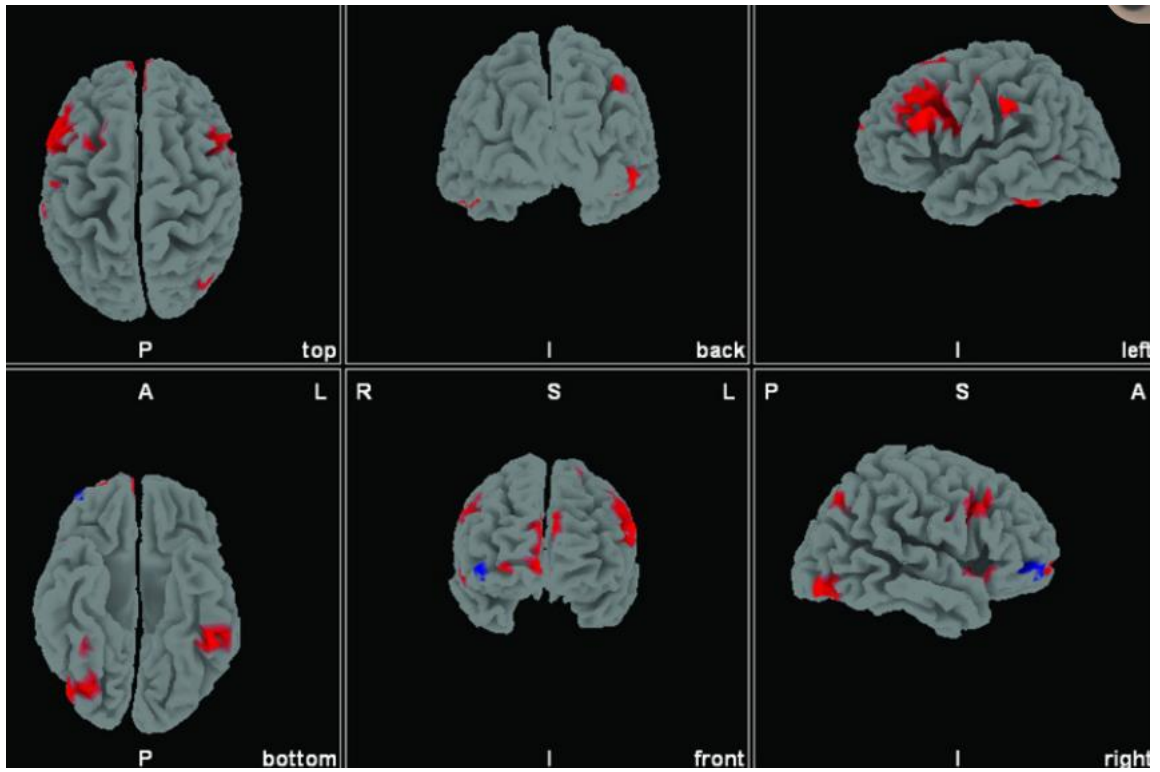 P top
I back
I left
A L
R S L
P S A
P bottom
I front
I right